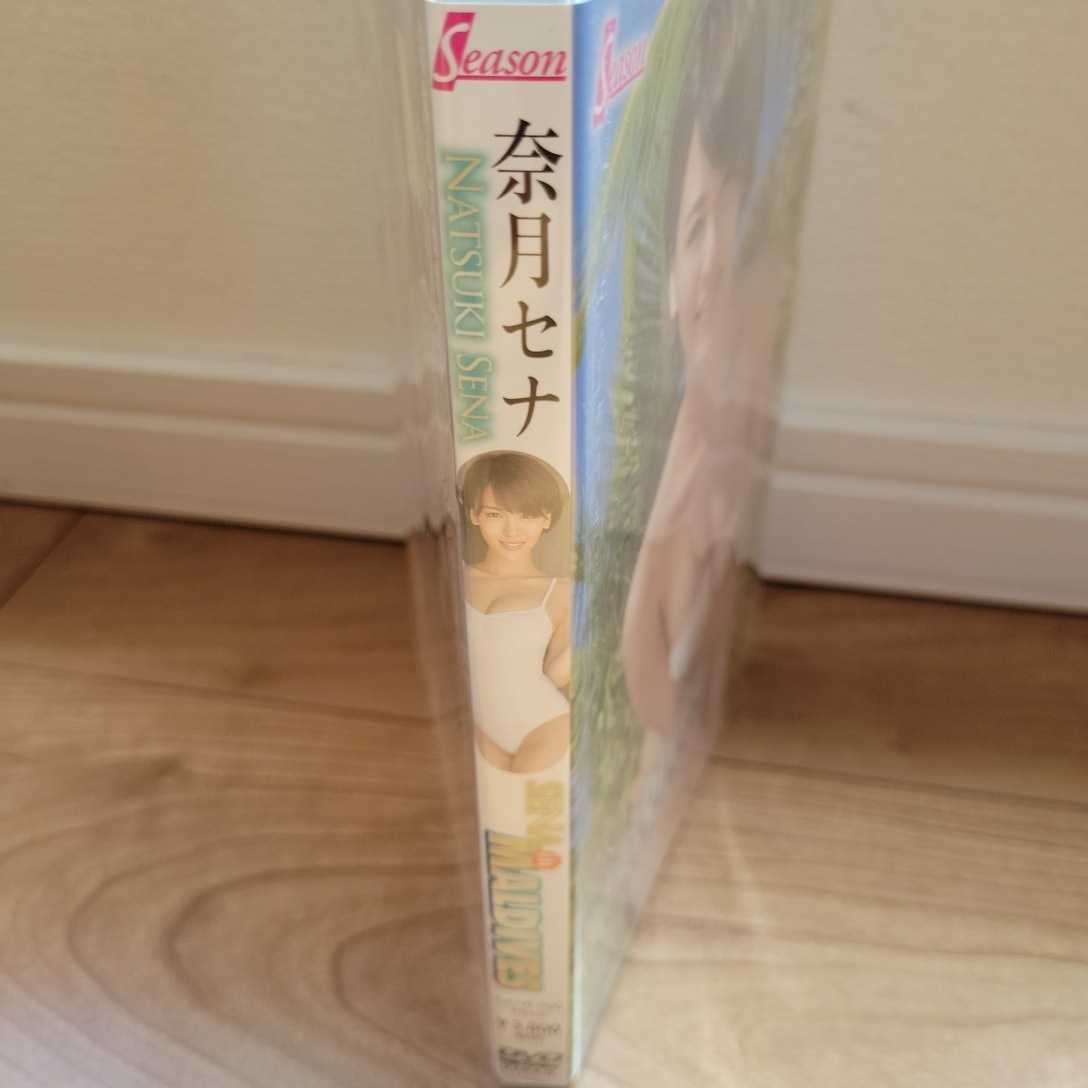 Season
Season
奈月セナ
NATSUKI SENA
SENA
MALDIVES